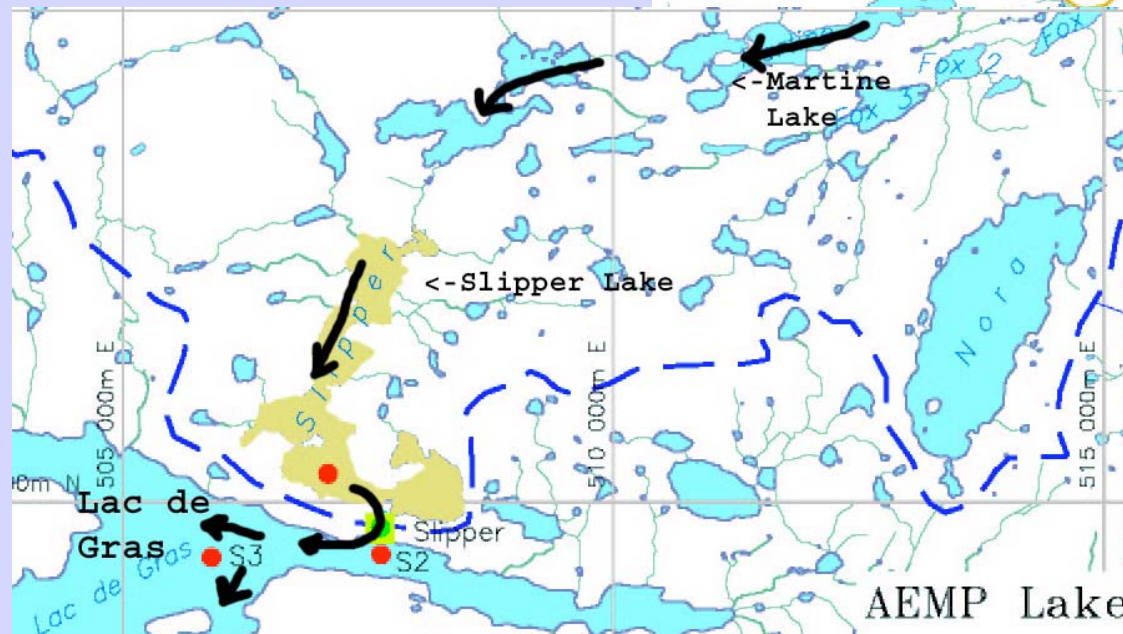 Fox
Fox 2
<-Martine
Lake
Fox 3
Slipper
<-Slipper Lake
Nora
505 000m E
510 000m E
515 000m E
00m N
Lac de
Gras
Lac de Gras
S3
Slipper
S2
AEMP Lake